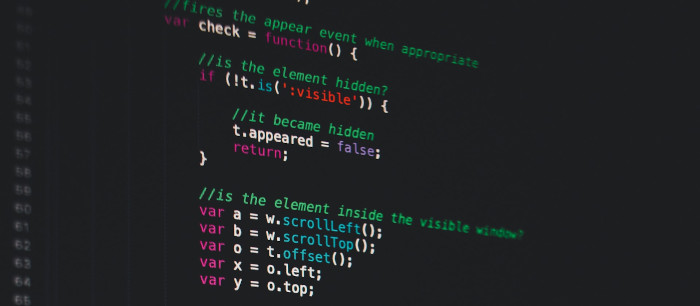 //fires the appear event when appropriate
var check = function() {
//is the element hidden?
if (!t.is(':visible')) {
//it became hidden
t.appeared = false;
return;
}
//is the element inside the visible window?
var a = w.scrollLeft();
var b = w.scrollTop();
var o = t.offset();
var x = o.left;
var y = o.top;